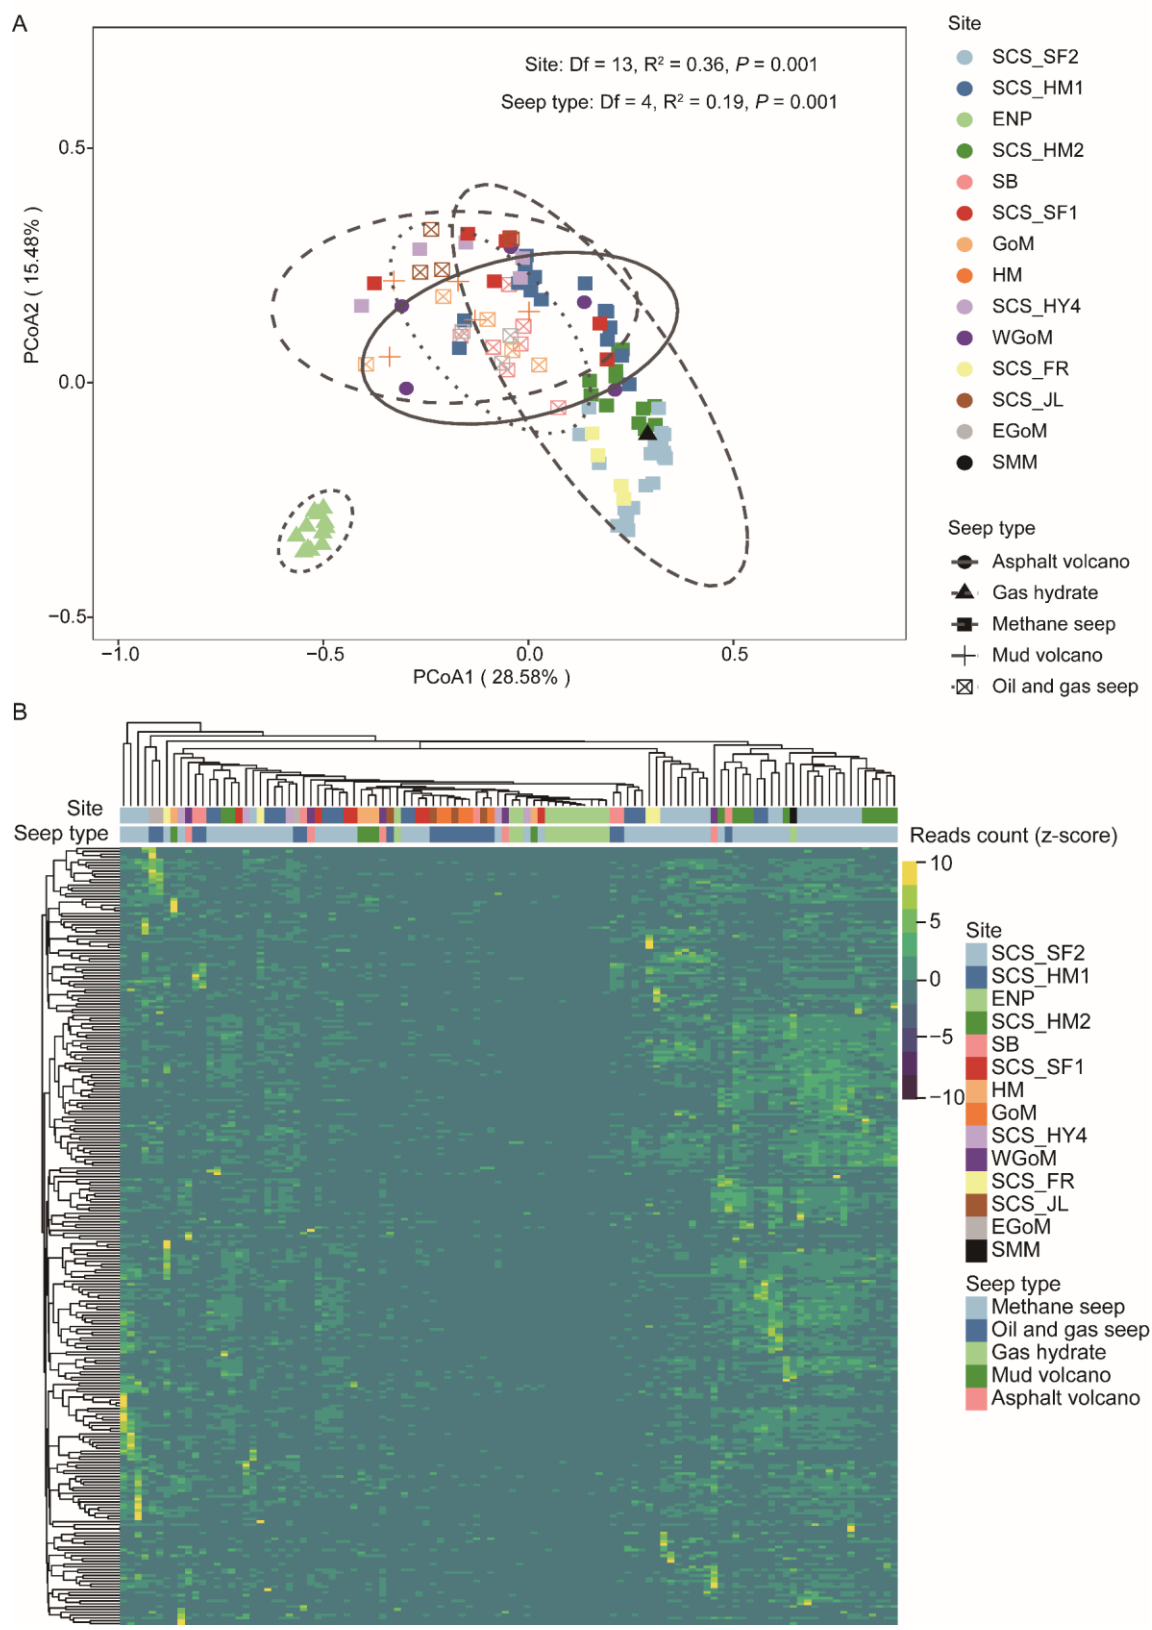 A
Site: Df = 13, R² = 0.36, P = 0.001
Seep type: Df = 4, R² = 0.19, P = 0.001
0.5
0.0
−0.5
PCoA2 ( 15.48% )
−1.0
−0.5
0.0
0.5
PCoA1 ( 28.58% )
Site
SCS_SF2
SCS_HM1
ENP
SCS_HM2
SB
SCS_SF1
GoM
HM
SCS_HY4
WGoM
SCS_FR
SCS_JL
EGoM
SMM
Seep type
Asphalt volcano
Gas hydrate
Methane seep
Mud volcano
Oil and gas seep
B
Site
Seep type
Reads count (z-score)
10
5
0
−5
−10
Site
SCS_SF2
SCS_HM1
ENP
SCS_HM2
SB
SCS_SF1
HM
GoM
SCS_HY4
WGoM
SCS_FR
SCS_JL
EGoM
SMM
Seep type
Methane seep
Oil and gas seep
Gas hydrate
Mud volcano
Asphalt volcano